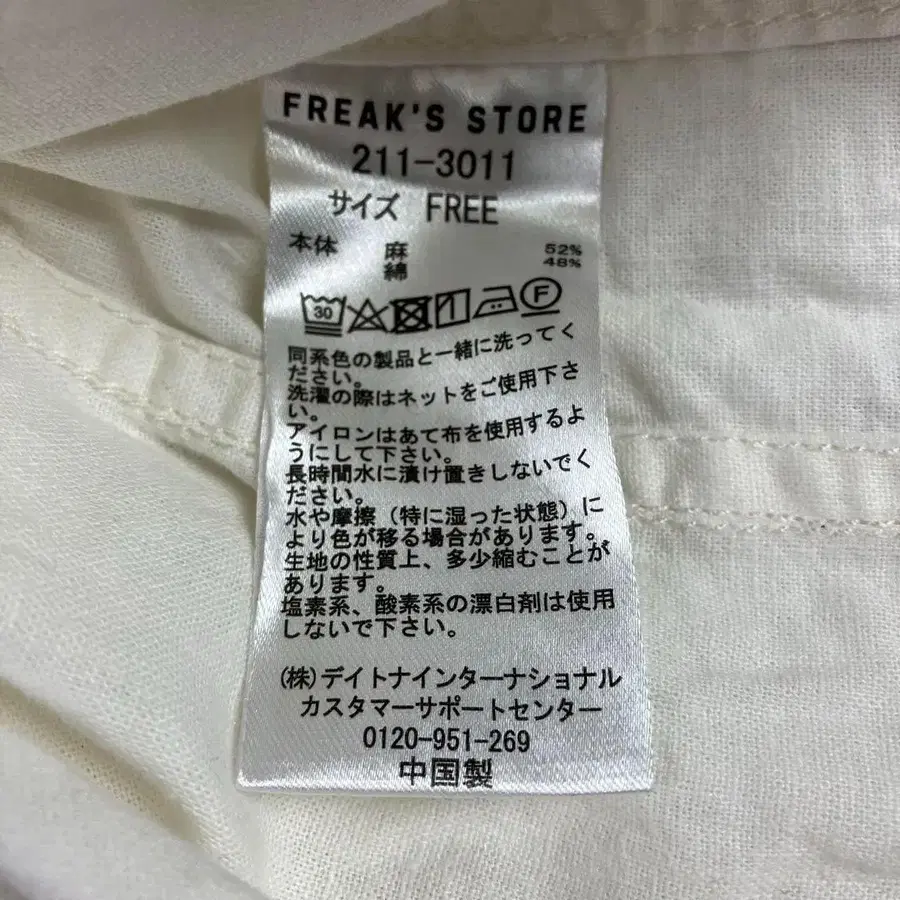 FREAK'S STORE
211-3011
サイズ FREE
本体 麻 52%
綿 48%
30
F
同系色の製品と一緒に洗ってく
ださい。
洗濯の際はネットをご使用下さ
い。
アイロンはあて布を使用するよ
うにして下さい。
長時間水に漬け置きしないでく
ださい。
水や摩擦（特に湿った状態）に
より色が移る場合があります。
生地の性質上、多少縮むことが
あります。
塩素系、酸素系の漂白剤は使用
しないで下さい。
(株)デイトナインターナショナル
カスタマーサポートセンター
0120-951-269
中国製